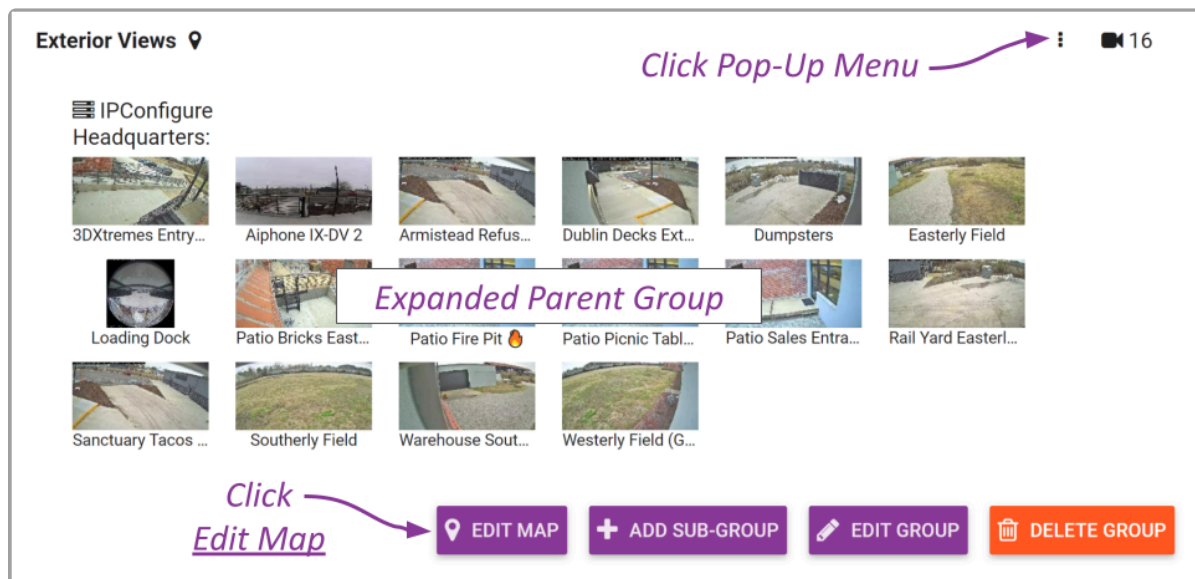 Exterior Views
16
Click Pop-Up Menu
IPConfigure
Headquarters:
3DXtremes Entry...
Aiphone IX-DV 2
Armistead Refus...
Dublin Decks Ext...
Dumpsters
Easterly Field
Expanded Parent Group
Loading Dock
Patio Bricks East...
Patio Fire Pit 🔥
Patio Picnic Tabl...
Patio Sales Entra...
Rail Yard Easterl...
Sanctuary Tacos ...
Southerly Field
Warehouse Sout...
Westerly Field (G...
Click
Edit Map
EDIT MAP
ADD SUB-GROUP
EDIT GROUP
DELETE GROUP